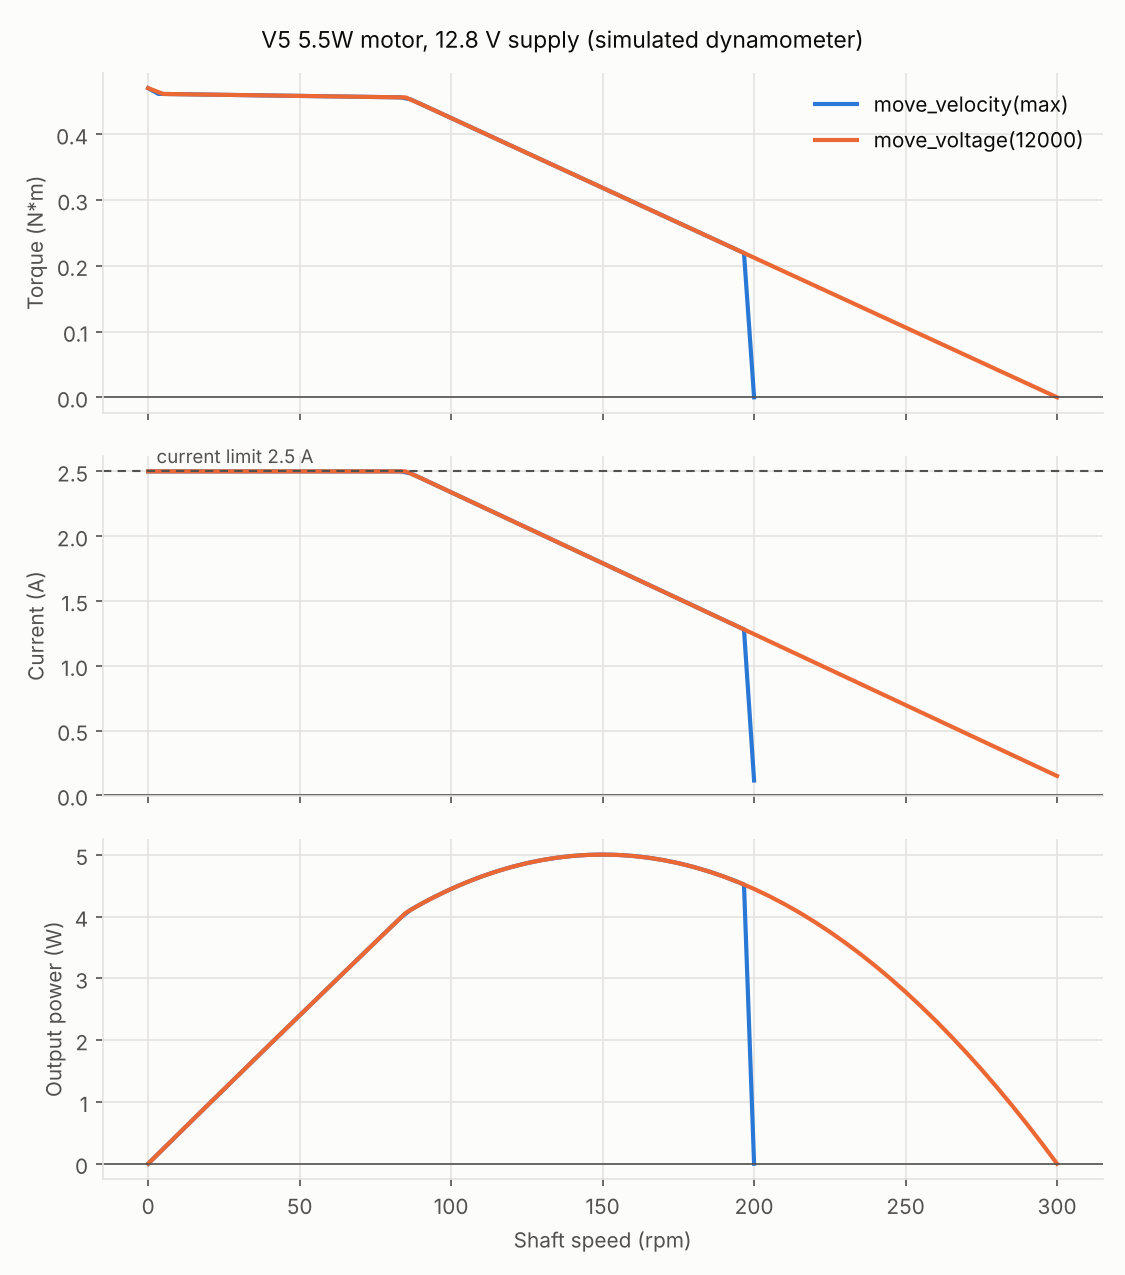 V5 5.5W motor, 12.8 V supply (simulated dynamometer)
move_velocity(max)
move_voltage(12000)
Torque (N*m)
0.4
0.3
0.2
0.1
0.0
current limit 2.5 A
Current (A)
2.5
2.0
1.5
1.0
0.5
0.0
Output power (W)
5
4
3
2
1
0
0 50 100 150 200 250 300
Shaft speed (rpm)